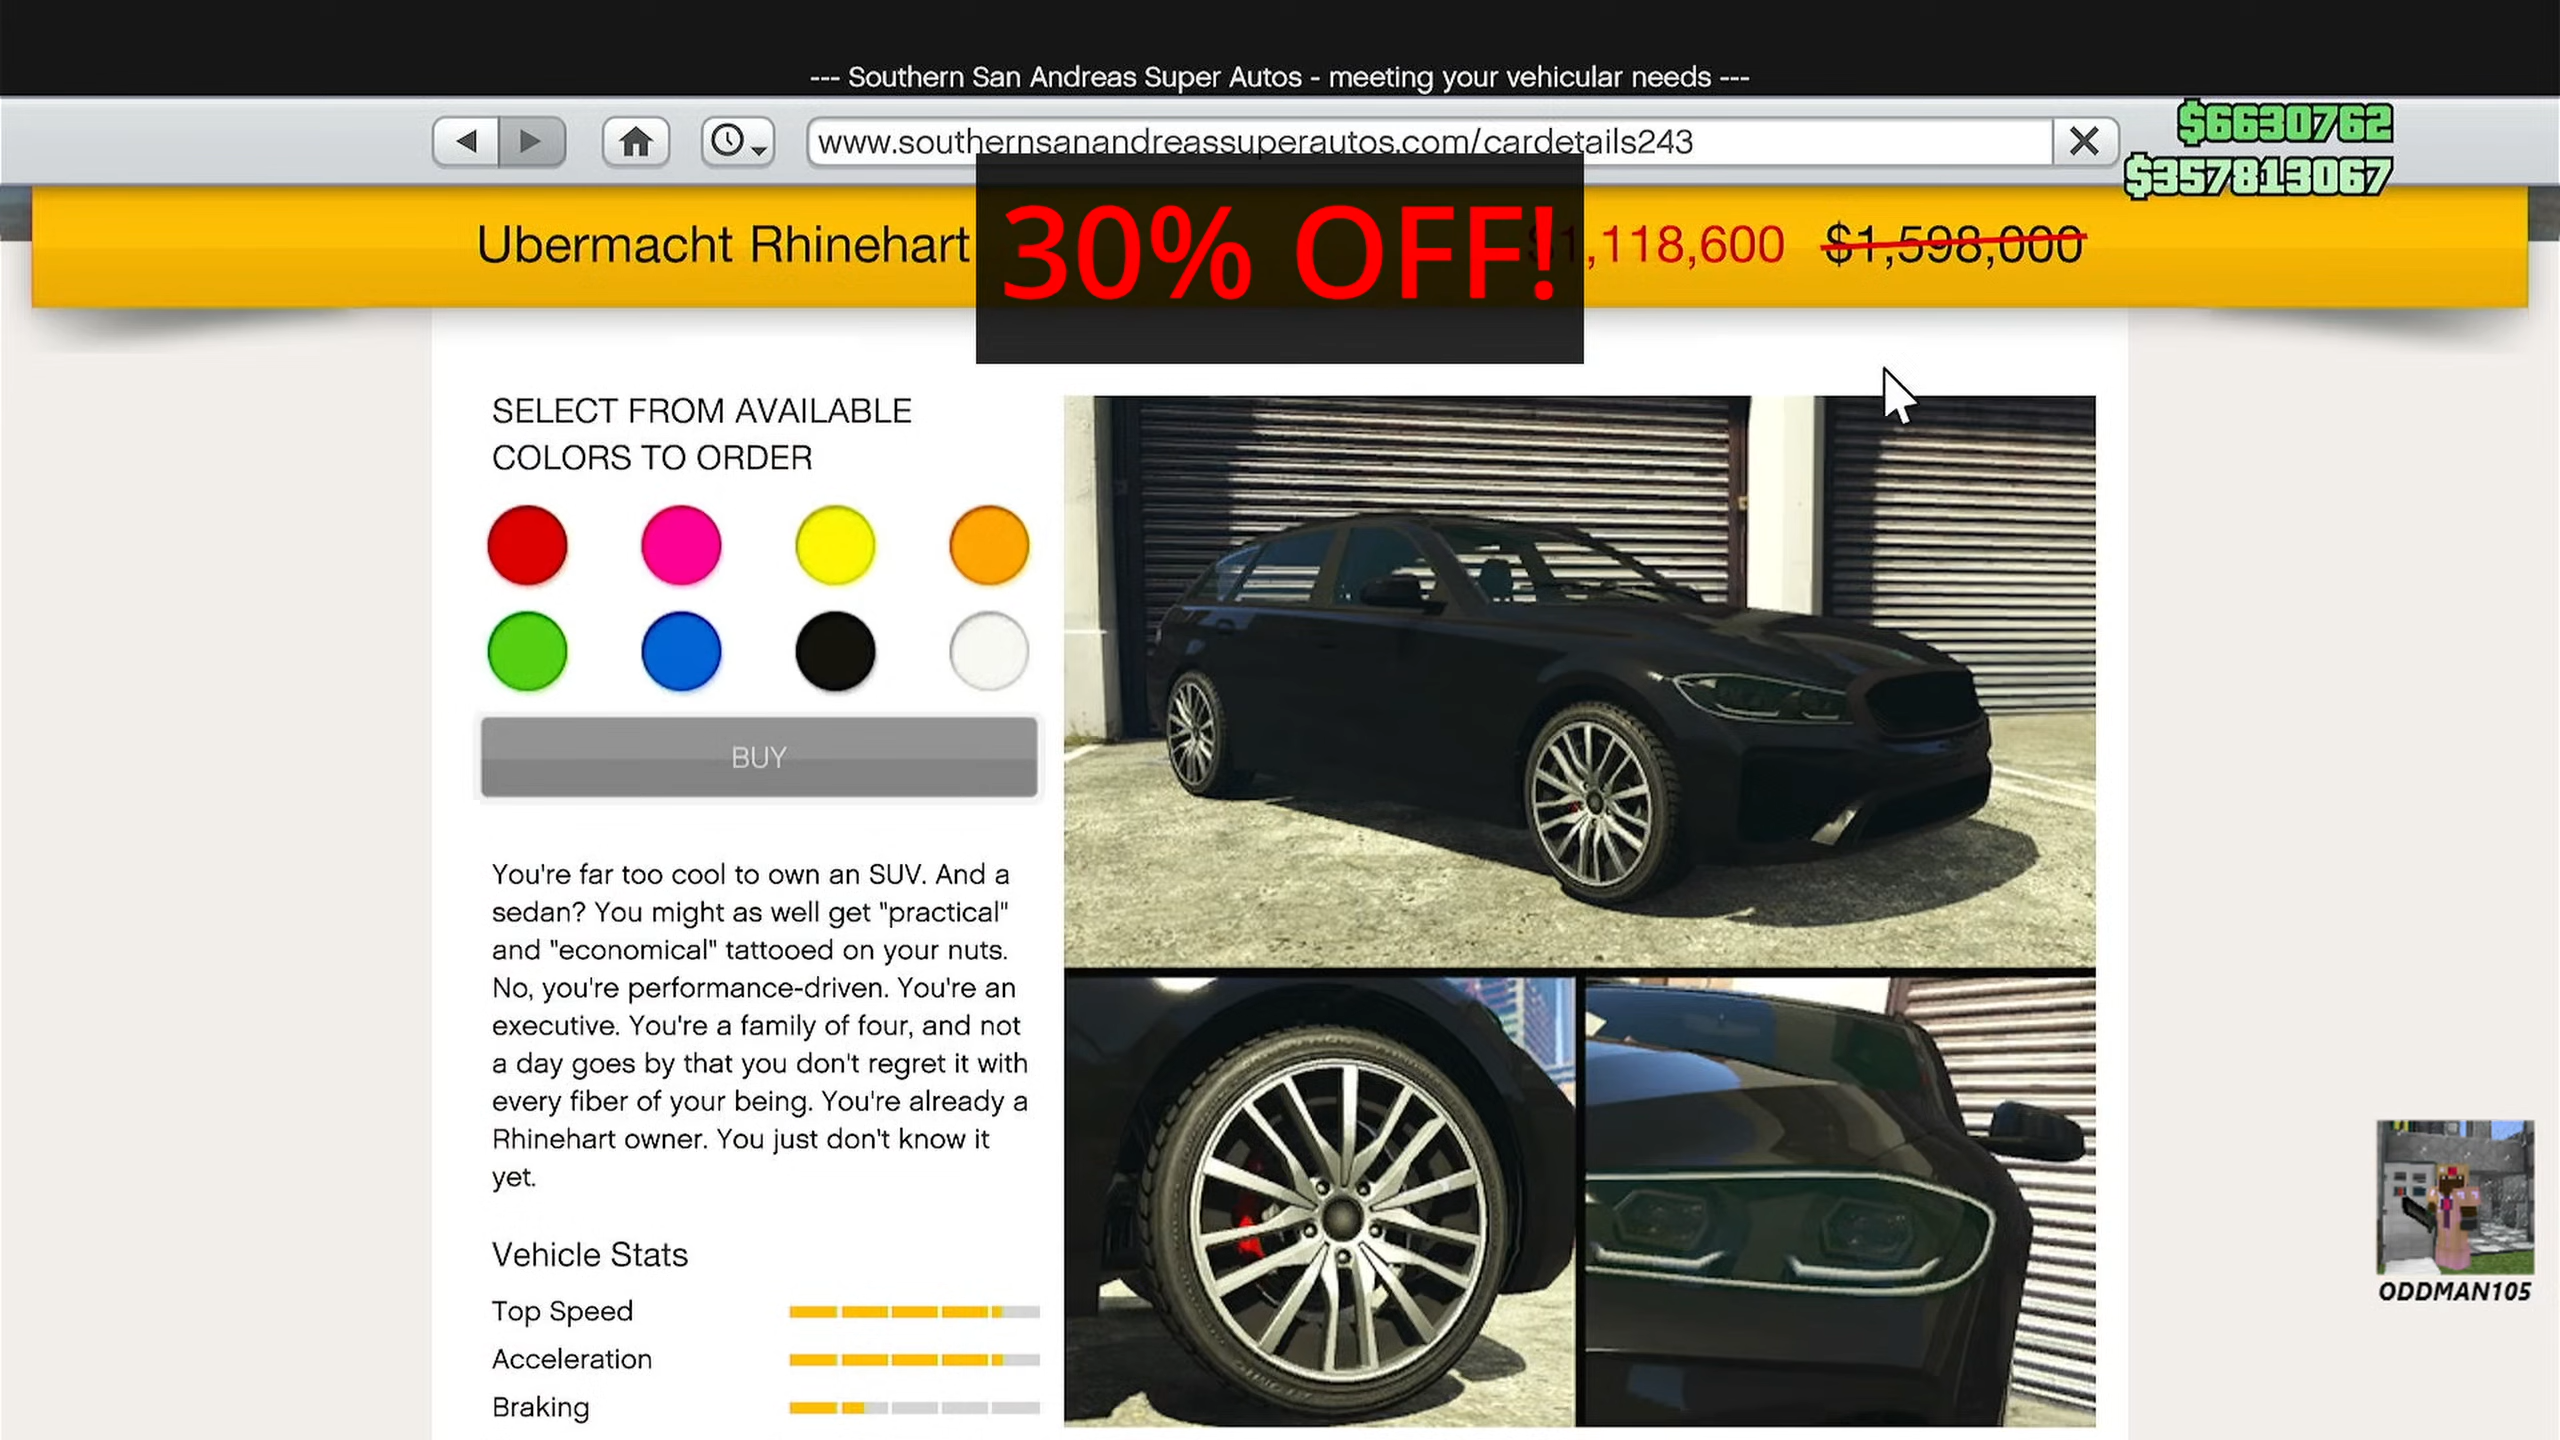 --- Southern San Andreas Super Autos - meeting your vehicular needs ---
www.southernsanandreassuperautos.com/cardetails243
$6630762
$357813067
Ubermacht Rhinehart
30% OFF!
$1,118,600 $1,598,000
SELECT FROM AVAILABLE
COLORS TO ORDER
BUY
You're far too cool to own an SUV. And a
sedan? You might as well get "practical"
and "economical" tattooed on your nuts.
No, you're performance-driven. You're an
executive. You're a family of four, and not
a day goes by that you don't regret it with
every fiber of your being. You're already a
Rhinehart owner. You just don't know it
yet.
Vehicle Stats
Top Speed
Acceleration
Braking
ODDMAN105